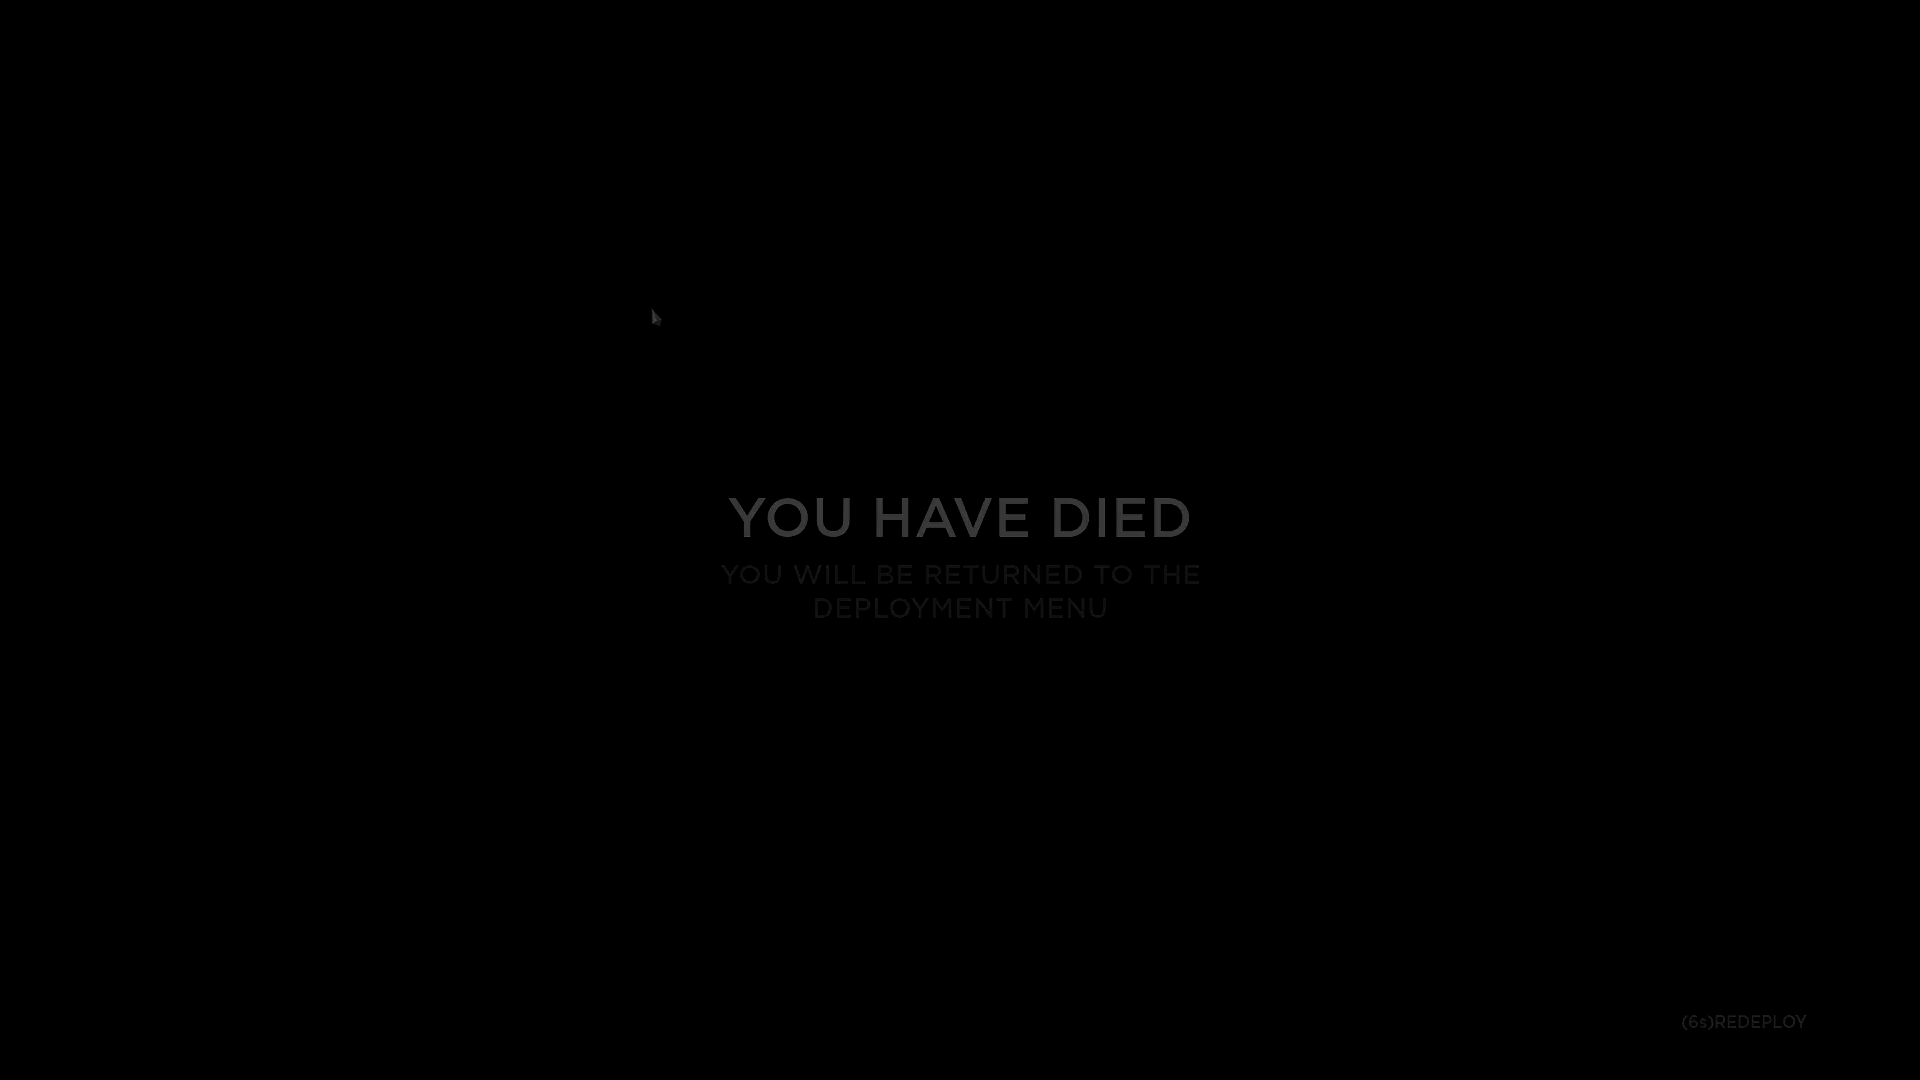 YOU HAVE DIED
YOU WILL BE RETURNED TO THE
DEPLOYMENT MENU
(6s)REDEPLOY